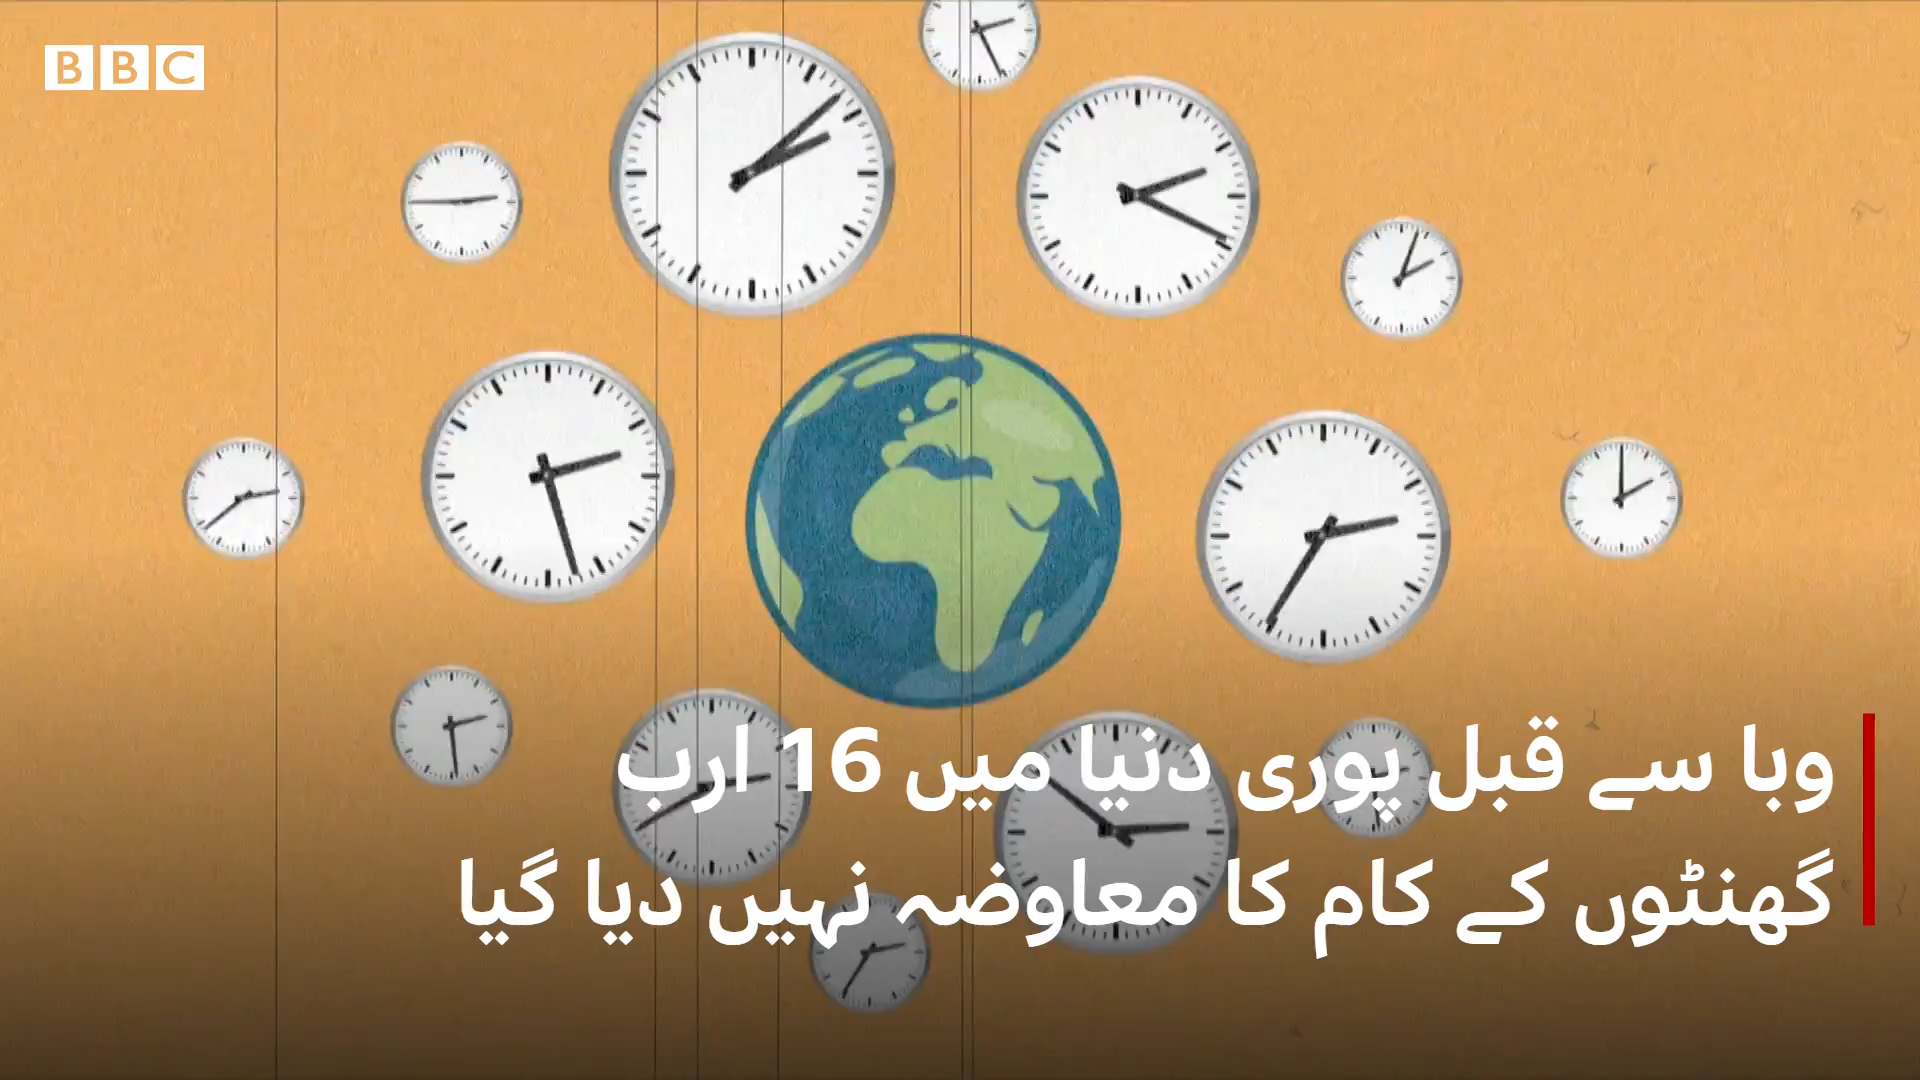 BBC
وبا سے قبل پوری دنیا میں 16 ارب
گھنٹوں کے کام کا معاوضہ نہیں دیا گیا